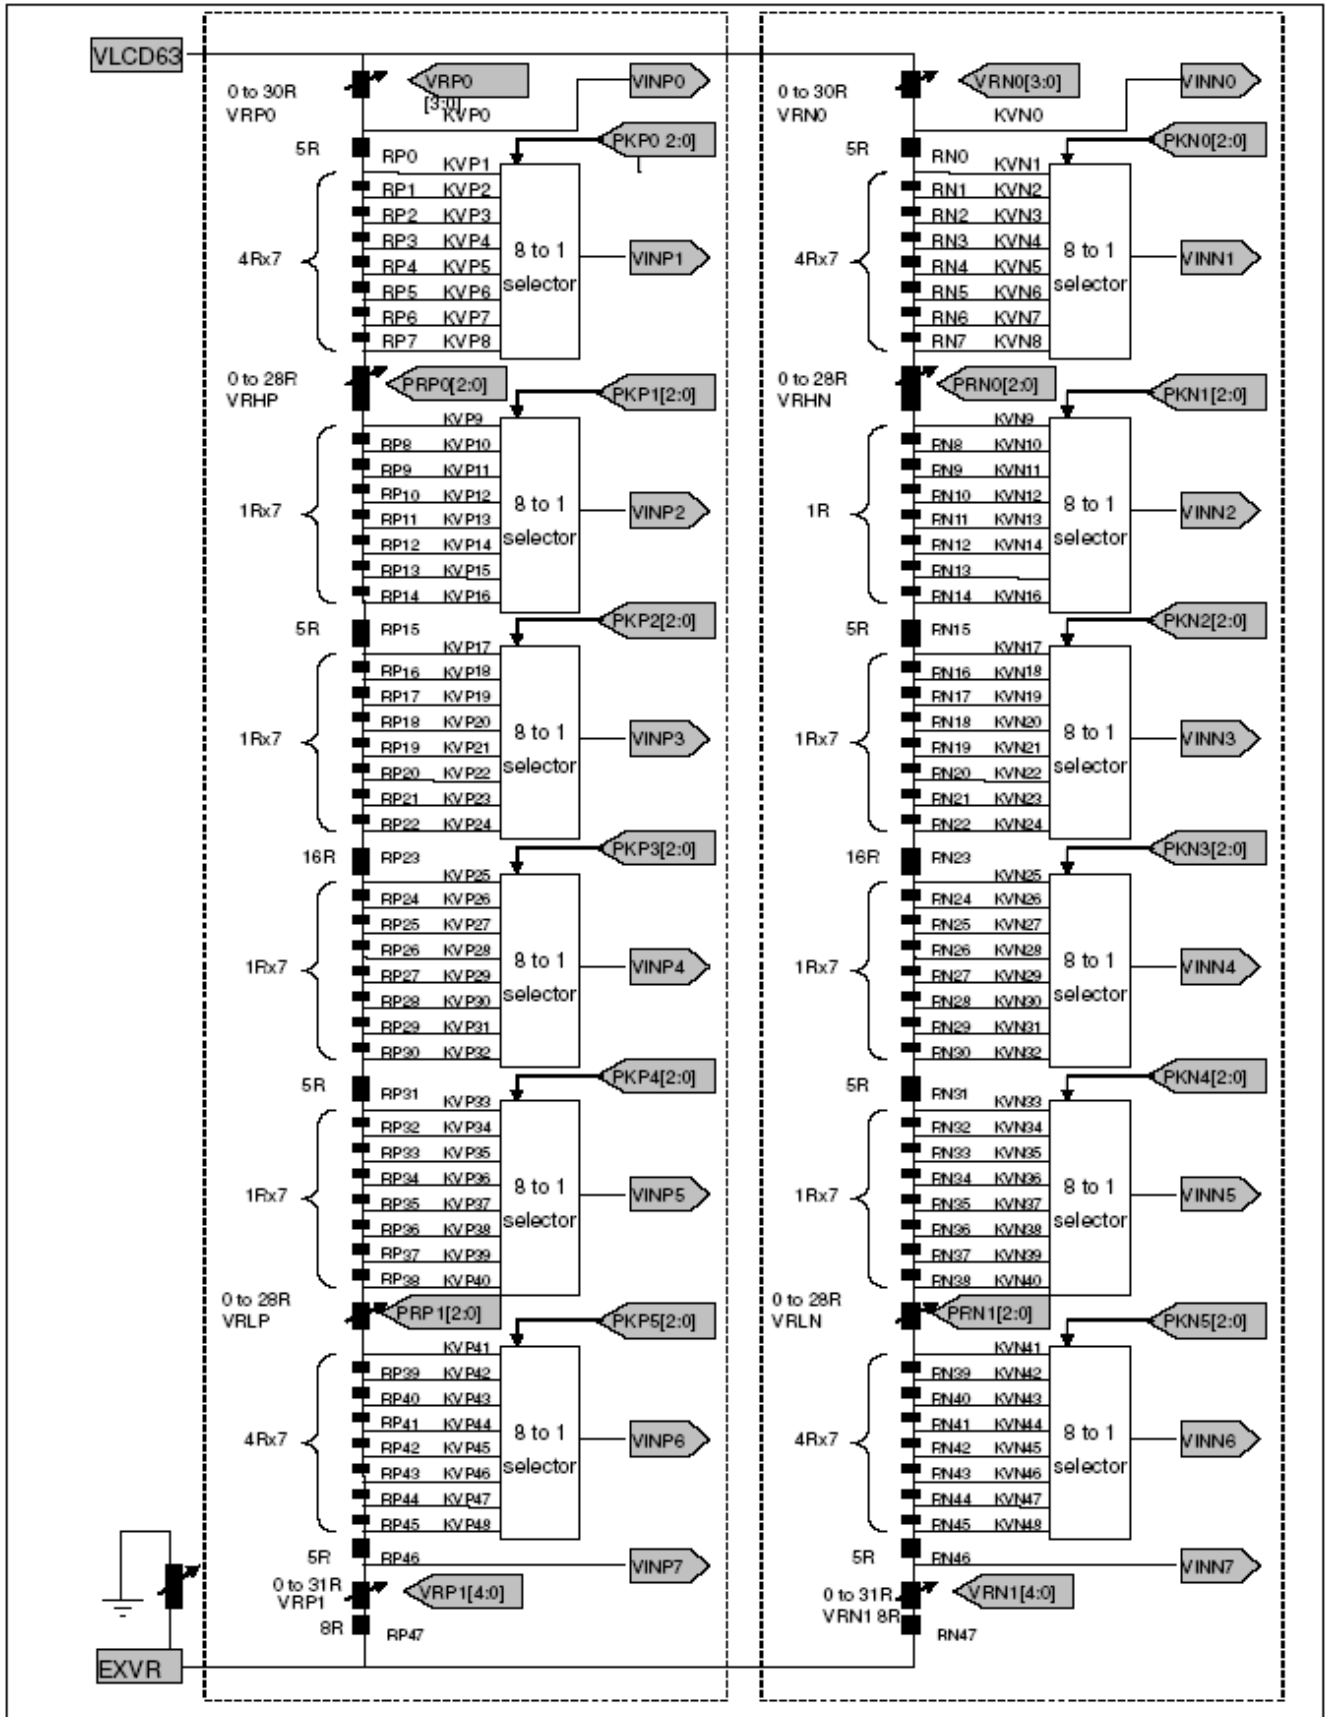 VLCD63
0 to 30R
VRP0
VRP0
[3:0]
KVP0
VINP0
5R
RP0 KVP1
PKP0 2:0]
[
RP1 KVP2
RP2 KVP3
RP3 KVP4
RP4 KVP5
RP5 KVP6
RP6 KVP7
RP7 KVP8
4Rx7
8 to 1
selector
VINP1
0 to 28R
VRHP
PRP0[2:0]
PKP1[2:0]
KVP9
RP8 KVP10
RP9 KVP11
RP10 KVP12
RP11 KVP13
RP12 KVP14
RP13 KVP15
RP14 KVP16
1Rx7
8 to 1
selector
VINP2
5R
RP15
PKP2[2:0]
KVP17
RP16 KVP18
RP17 KVP19
RP18 KVP20
RP19 KVP21
RP20 KVP22
RP21 KVP23
RP22 KVP24
1Rx7
8 to 1
selector
VINP3
16R
RP23
PKP3[2:0]
KVP25
RP24 KVP26
RP25 KVP27
RP26 KVP28
RP27 KVP29
RP28 KVP30
RP29 KVP31
RP30 KVP32
1Rx7
8 to 1
selector
VINP4
5R
RP31
PKP4[2:0]
KVP33
RP32 KVP34
RP33 KVP35
RP34 KVP36
RP35 KVP37
RP36 KVP38
RP37 KVP39
RP38 KVP40
1Rx7
8 to 1
selector
VINP5
0 to 28R
VRLP
PRP1[2:0]
PKP5[2:0]
KVP41
RP39 KVP42
RP40 KVP43
RP41 KVP44
RP42 KVP45
RP43 KVP46
RP44 KVP47
RP45 KVP48
4Rx7
8 to 1
selector
VINP6
5R
RP46
VINP7
0 to 31R
VRP1
VRP1[4:0]
8R
RP47
EXVR
0 to 30R
VRN0
VRN0[3:0]
KVN0
VINN0
5R
RN0 KVN1
PKN0[2:0]
RN1 KVN2
RN2 KVN3
RN3 KVN4
RN4 KVN5
RN5 KVN6
RN6 KVN7
RN7 KVN8
4Rx7
8 to 1
selector
VINN1
0 to 28R
VRHN
PRN0[2:0]
PKN1[2:0]
KVN9
RN8 KVN10
RN9 KVN11
RN10 KVN12
RN11 KVN13
RN12 KVN14
RN13
RN14 KVN16
1R
8 to 1
selector
VINN2
5R
RN15
PKN2[2:0]
KVN17
RN16 KVN18
RN17 KVN19
RN18 KVN20
RN19 KVN21
RN20 KVN22
RN21 KVN23
RN22 KVN24
1Rx7
8 to 1
selector
VINN3
16R
RN23
PKN3[2:0]
KVN25
RN24 KVN26
RN25 KVN27
RN26 KVN28
RN27 KVN29
RN28 KVN30
RN29 KVN31
RN30 KVN32
1Rx7
8 to 1
selector
VINN4
5R
RN31
PKN4[2:0]
KVN33
RN32 KVN34
RN33 KVN35
RN34 KVN36
RN35 KVN37
RN36 KVN38
RN37 KVN39
RN38 KVN40
1Rx7
8 to 1
selector
VINN5
0 to 28R
VRLN
PRN1[2:0]
PKN5[2:0]
KVN41
RN39 KVN42
RN40 KVN43
RN41 KVN44
RN42 KVN45
RN43 KVN46
RN44 KVN47
RN45 KVN48
4Rx7
8 to 1
selector
VINN6
5R
RN46
VINN7
0 to 31R
VRN1 8R
VRN1[4:0]
RN47